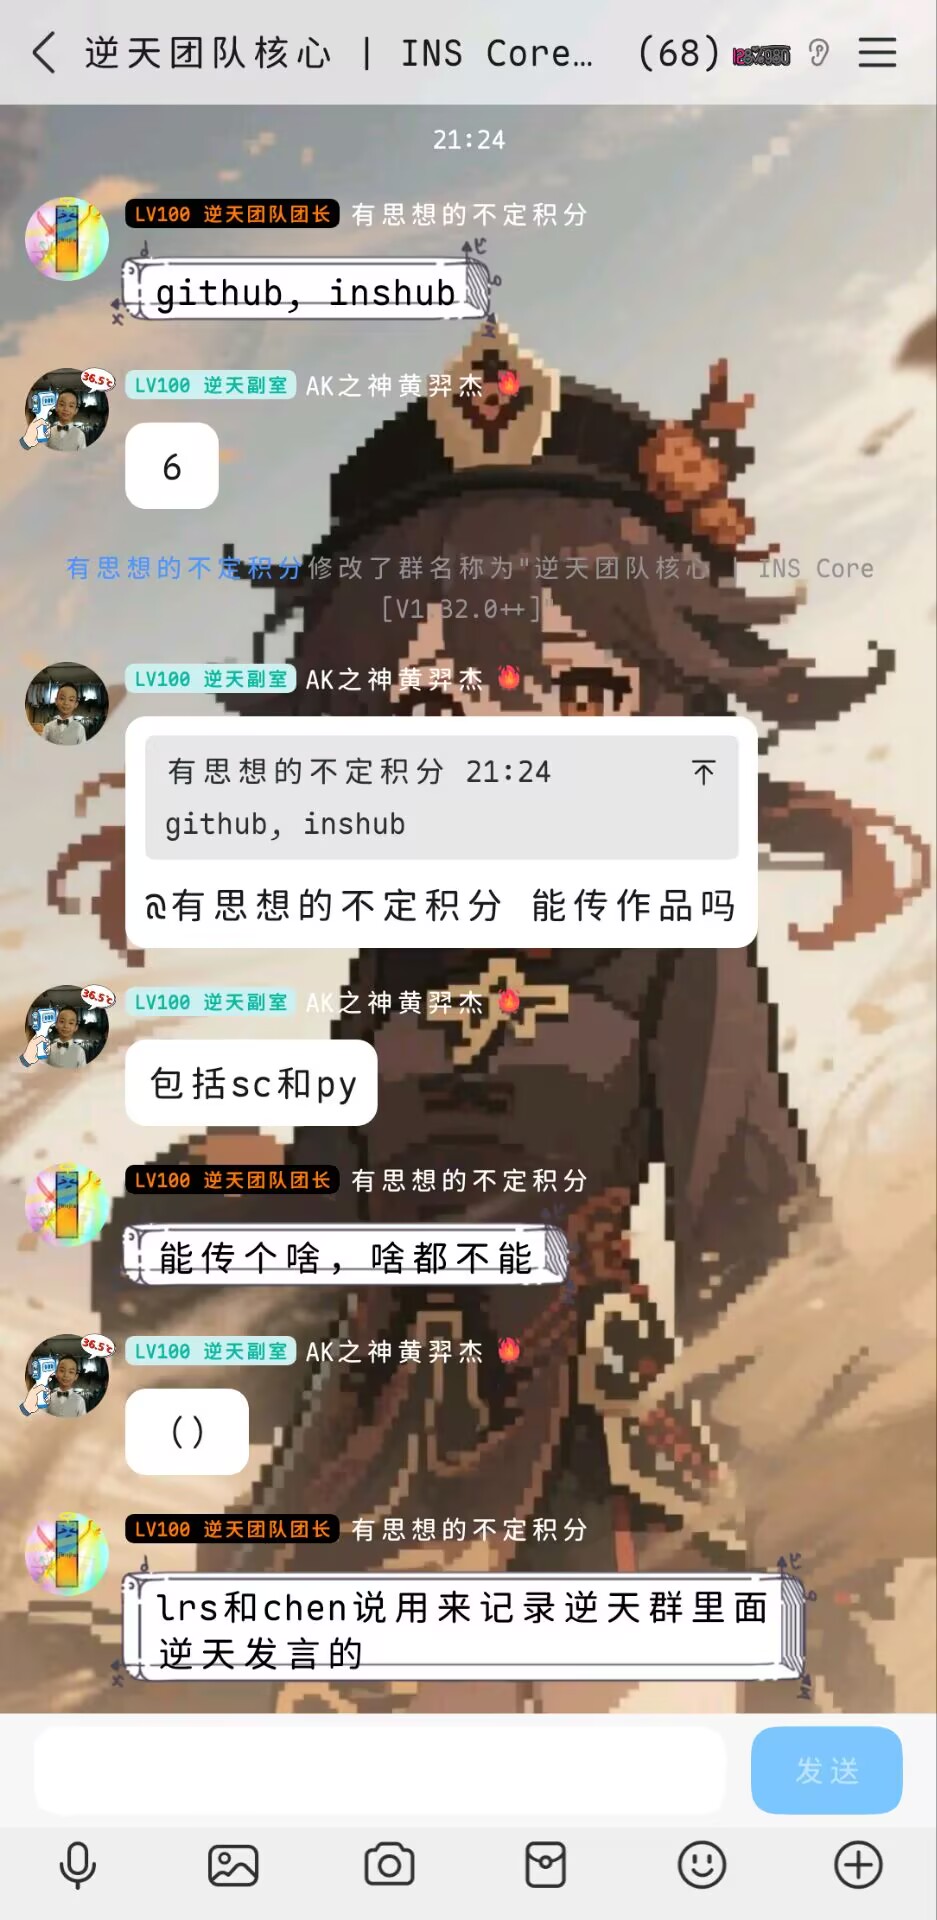 逆天团队核心 | INS Core… (68)
21:24
LV100 逆天团队团长 有思想的不定积分
github, inshub
36.5℃
LV100 逆天副室 AK之神黄羿杰
6
有思想的不定积分修改了群名称为"逆天团队核心 | INS Core
[V1.32.0++]"
LV100 逆天副室 AK之神黄羿杰
有思想的不定积分 21:24
github, inshub
@有思想的不定积分 能传作品吗
36.5℃
LV100 逆天副室 AK之神黄羿杰
包括sc和py
LV100 逆天团队团长 有思想的不定积分
能传个啥，啥都不能
36.5℃
LV100 逆天副室 AK之神黄羿杰
()
LV100 逆天团队团长 有思想的不定积分
lrs和chen说用来记录逆天群里面
逆天发言的
发送